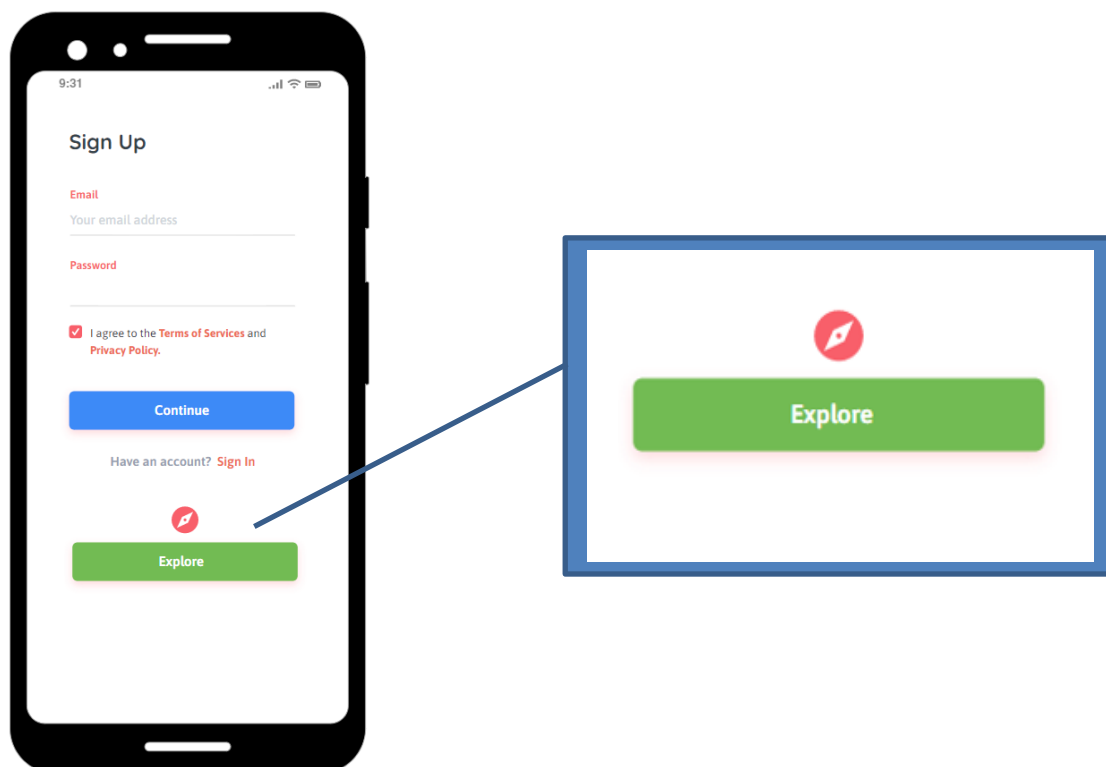 9:31
Sign Up
Email
Your email address
Password
I agree to the Terms of Services and
Privacy Policy.
Continue
Have an account? Sign In
Explore
Explore